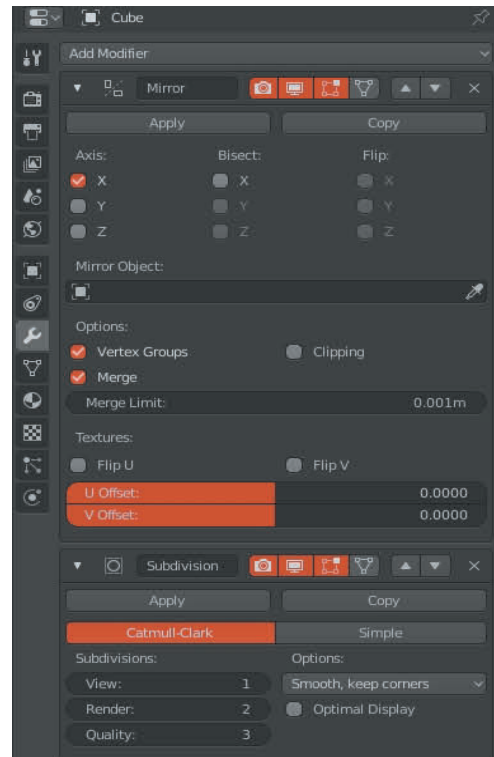 Cube
Add Modifier
Mirror
Apply Copy
Axis: Bisect: Flip:
X X X
Y Y Y
Z Z Z
Mirror Object:
Options:
Vertex Groups Clipping
Merge
Merge Limit: 0.001m
Textures:
Flip U Flip V
U Offset: 0.0000
V Offset: 0.0000
Subdivision
Apply Copy
Catmull-Clark Simple
Subdivisions: Options:
View: 1 Smooth, keep corners
Render: 2 Optimal Display
Quality: 3